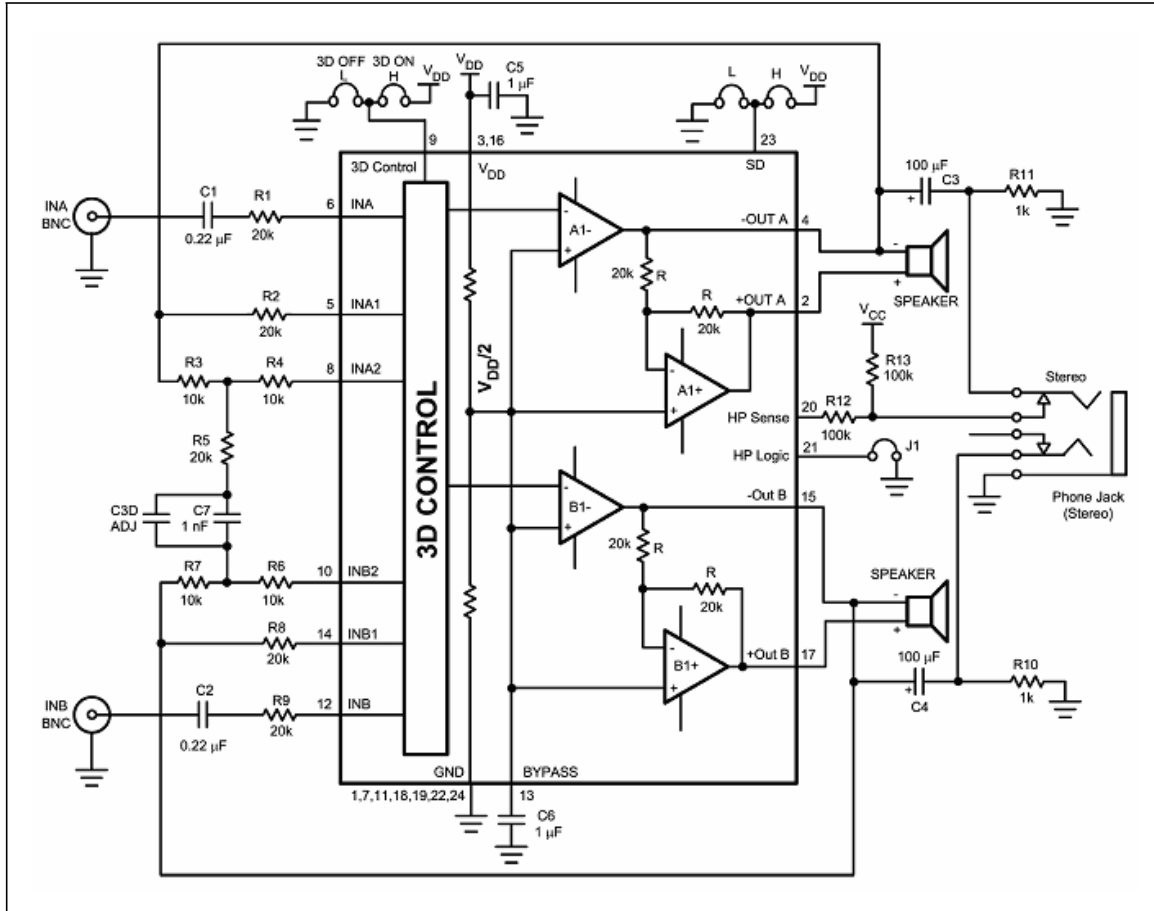 3D OFF
L
3D ON
H
VDD
VDD
C5
1 µF
L
H
VDD
9
3,16
23
3D Control
VDD
SD
100 µF
+
C3
R11
1k
INA
BNC
C1
0.22 µF
R1
20k
6
INA
-
A1-
+
-OUT A
4
20k
R
R
20k
+OUT A
2
-
+
SPEAKER
R2
20k
5
INA1
R3
10k
R4
10k
8
INA2
VDD/2
-
A1+
+
VCC
R13
100k
HP Sense
20
R12
100k
Stereo
HP Logic
21
J1
Phone Jack
(Stereo)
R5
20k
C3D
ADJ
C7
1 nF
3D CONTROL
-
B1-
+
-Out B
15
20k
R
R
20k
SPEAKER
-
+
R7
10k
R6
10k
10
INB2
R8
20k
14
INB1
-
B1+
+
+Out B
17
100 µF
+
C4
R10
1k
INB
BNC
C2
0.22 µF
R9
20k
12
INB
GND
BYPASS
1,7,11,18,19,22,24
13
C6
1 µF